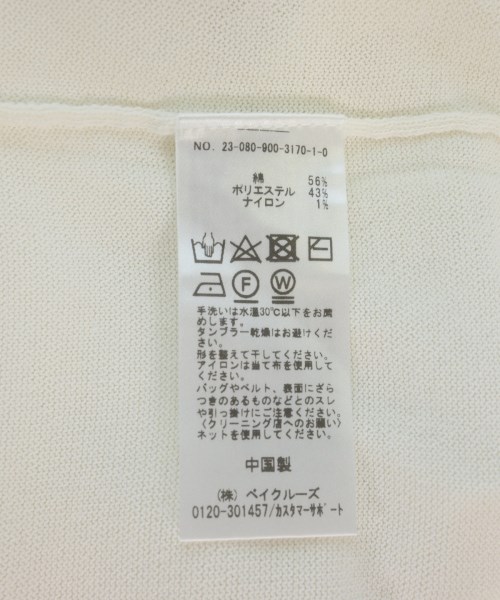 NO. 23-080-900-3170-1-0
綿 56%
ポリエステル 43%
ナイロン 1%
F W
手洗いは水温30℃以下をお薦
めします。
タンブラー乾燥はお避けくだ
さい。
形を整えて干してください。
アイロンは当て布を使用して
ください。
バッグやベルト、表面にざら
つきのあるものなどとのスレ
や引っ掛けにご注意ください。
(クリーニング店へのお願い)
ネットを使用してください。
中国製
(株) ベイクルーズ
0120-301457/カスタマーサポート